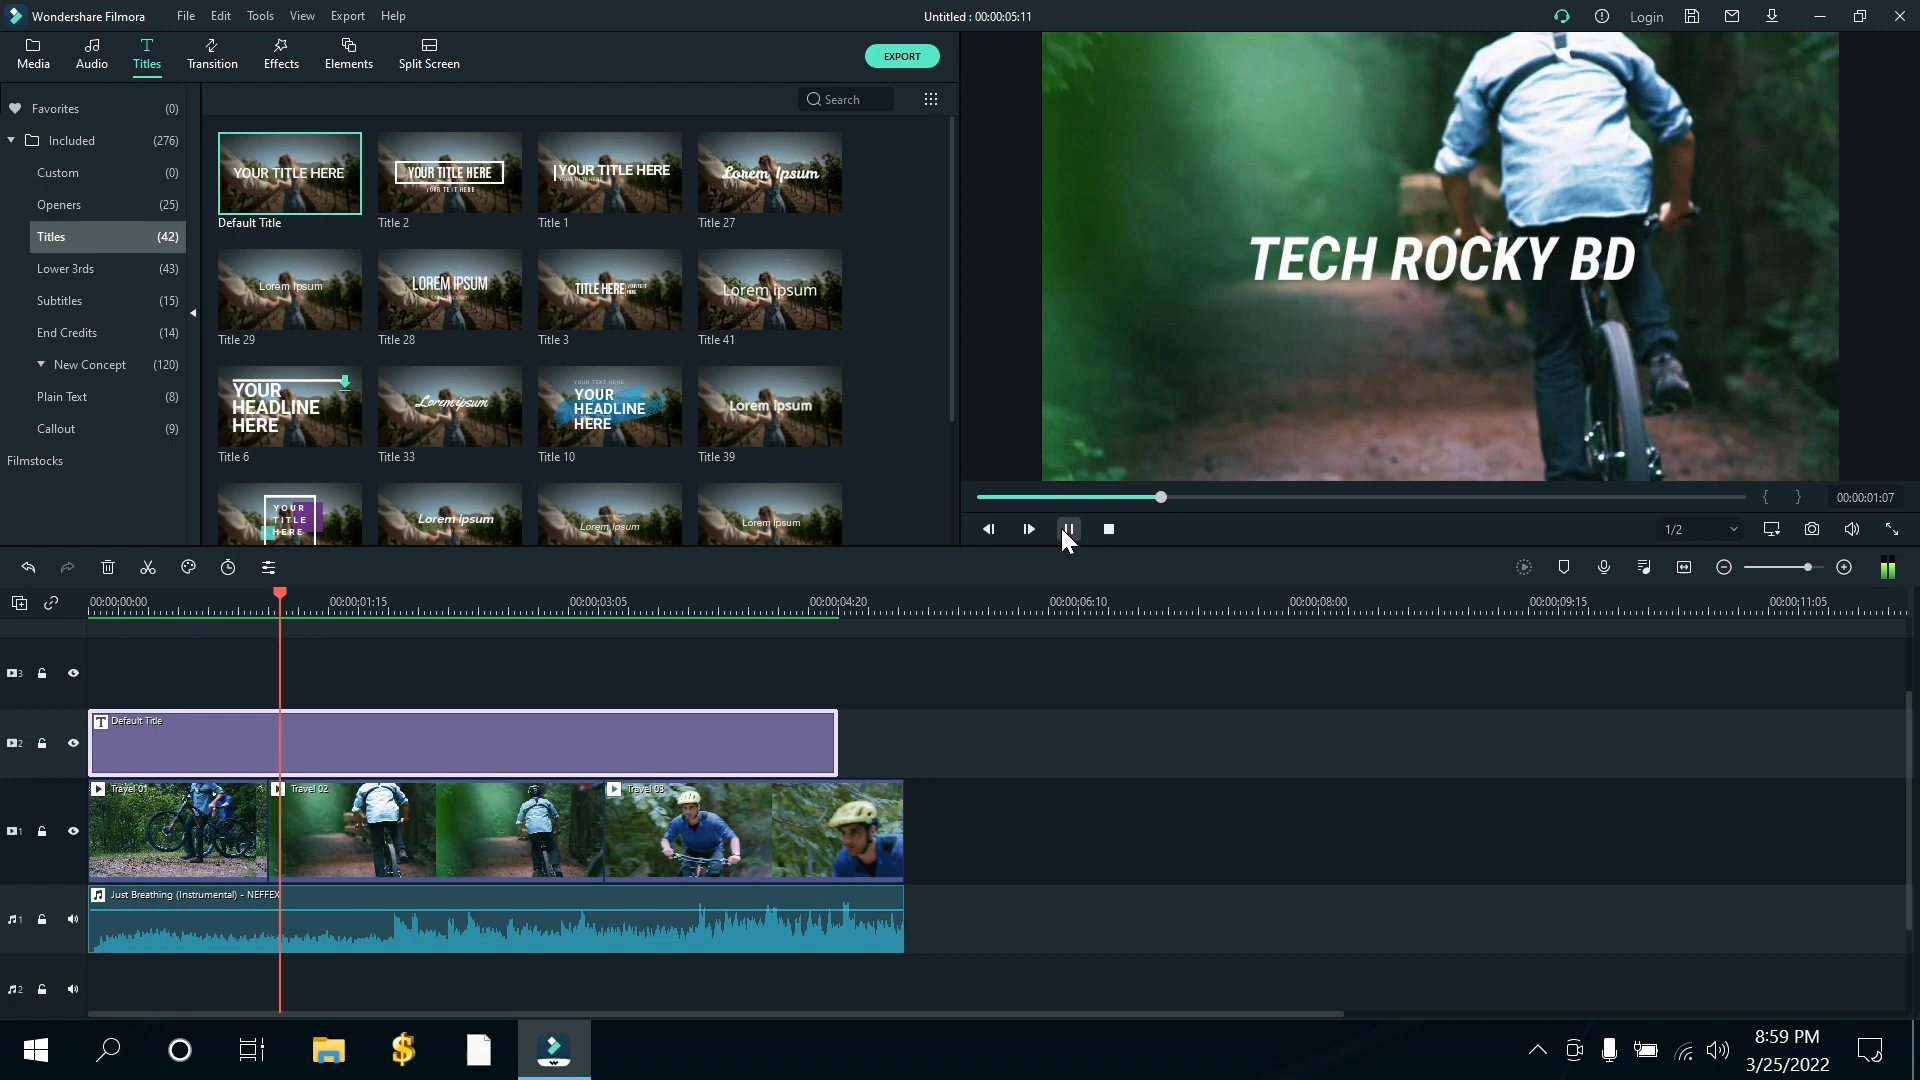 Wondershare Filmora
File Edit Tools View Export Help
Untitled : 00:00:05:11
Login
Media Audio Titles Transition Effects Elements Split Screen
EXPORT
Favorites (0)
Included (276)
Custom (0)
Openers (25)
Titles (42)
Lower 3rds (43)
Subtitles (15)
End Credits (14)
New Concept (120)
Plain Text (8)
Callout (9)
Filmstocks
Search
YOUR TITLE HERE
YOUR TITLE HERE
YOUR TEXT HERE
YOUR TITLE HERE
Lorem Ipsum
Default Title Title 2 Title 1 Title 27
Lorem Ipsum
LOREM IPSUM
TITLE HERE
Lorem ipsum
Title 29 Title 28 Title 3 Title 41
YOUR
HEADLINE
HERE
Lorem ipsum
YOUR TEXT HERE
YOUR
HEADLINE
HERE
Lorem Ipsum
Title 6 Title 33 Title 10 Title 39
YOUR
TITLE
HERE
Lorem ipsum
Lorem Ipsum
Lorem Ipsum
TECH ROCKY BD
00:00:01:07
1/2
00:00:00:00 00:00:01:15 00:00:03:05 00:00:04:20 00:00:06:10 00:00:08:00 00:00:09:15 00:00:11:05
3
2
Default Title
1
Travel 01 Travel 02 Travel 03
1
Just Breathing (Instrumental) - NEFFEX
2
8:59 PM
3/25/2022